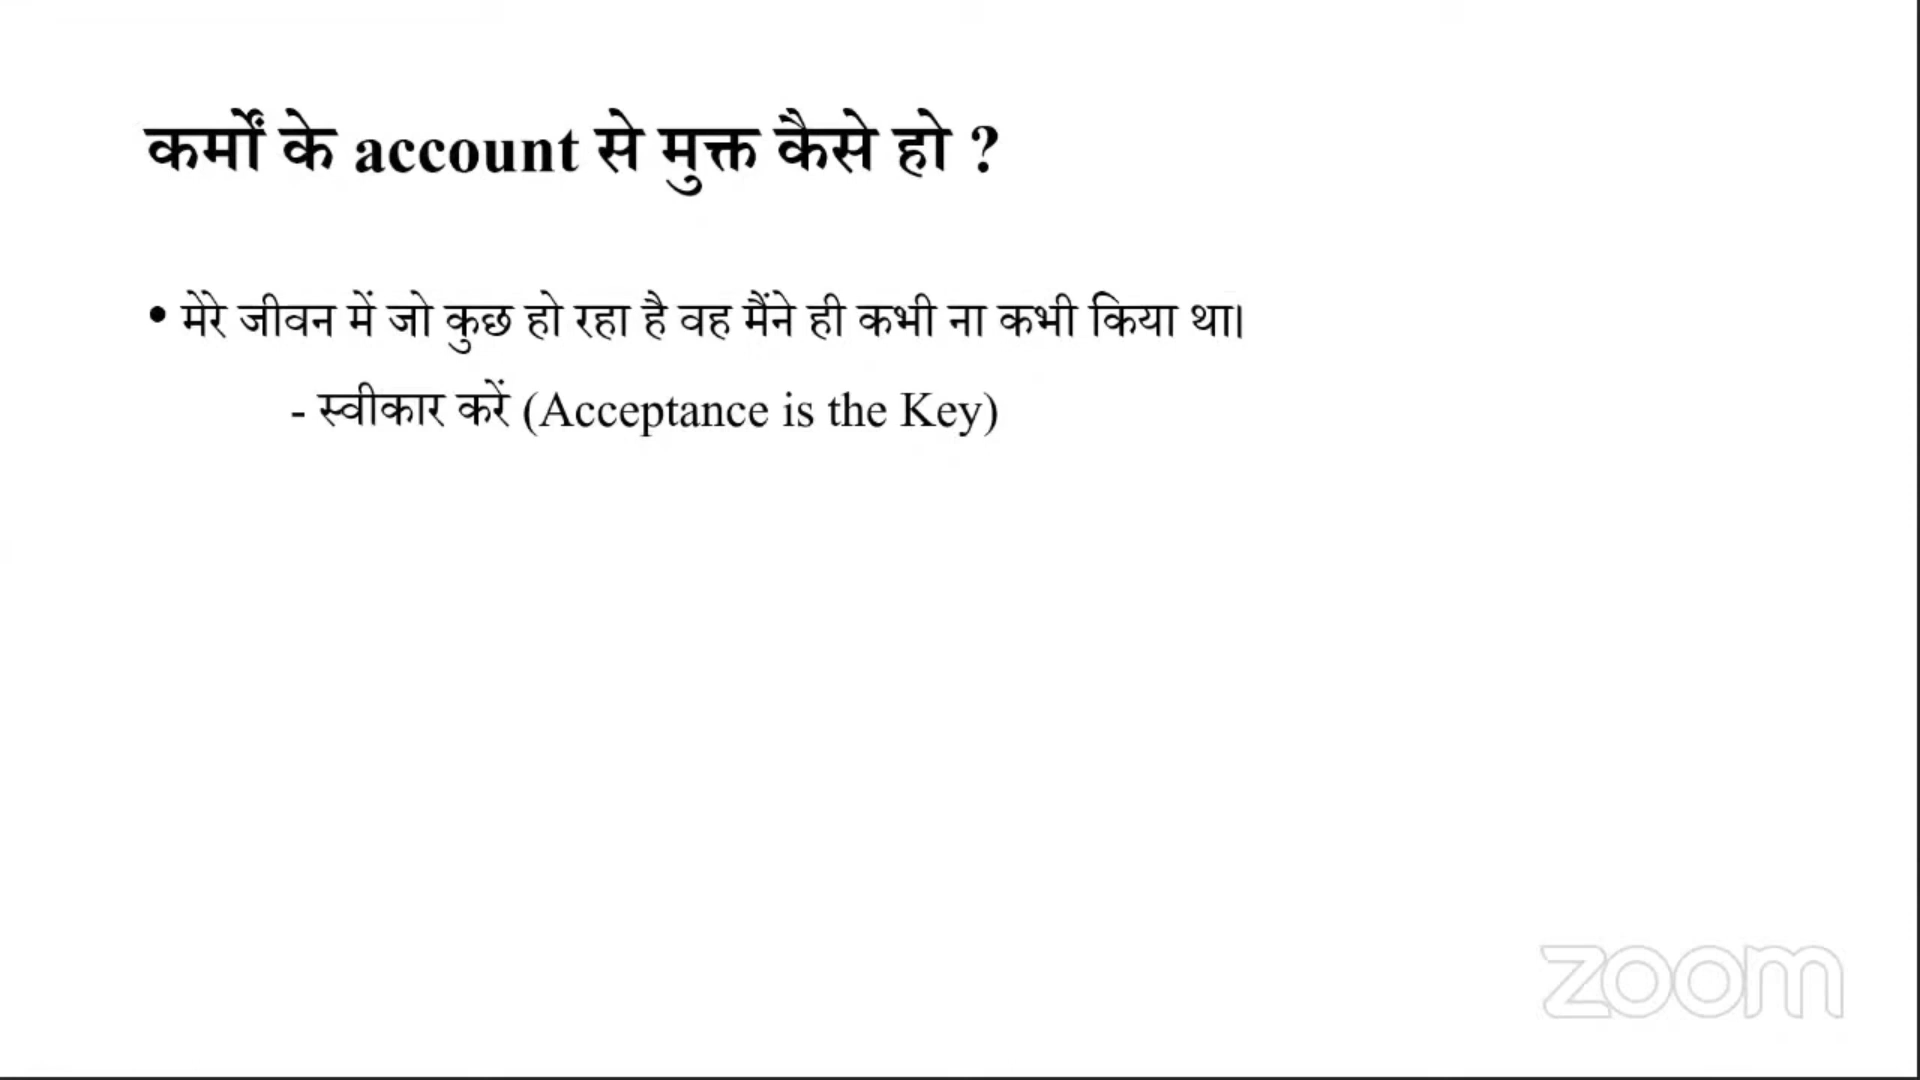 कर्मों के account से मुक्त कैसे हो ?
• मेरे जीवन में जो कुछ हो रहा है वह मैंने ही कभी ना कभी किया था।
- स्वीकार करें (Acceptance is the Key)
zoom